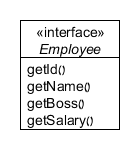 «interface»
Employee
getId()
getName()
getBoss()
getSalary()